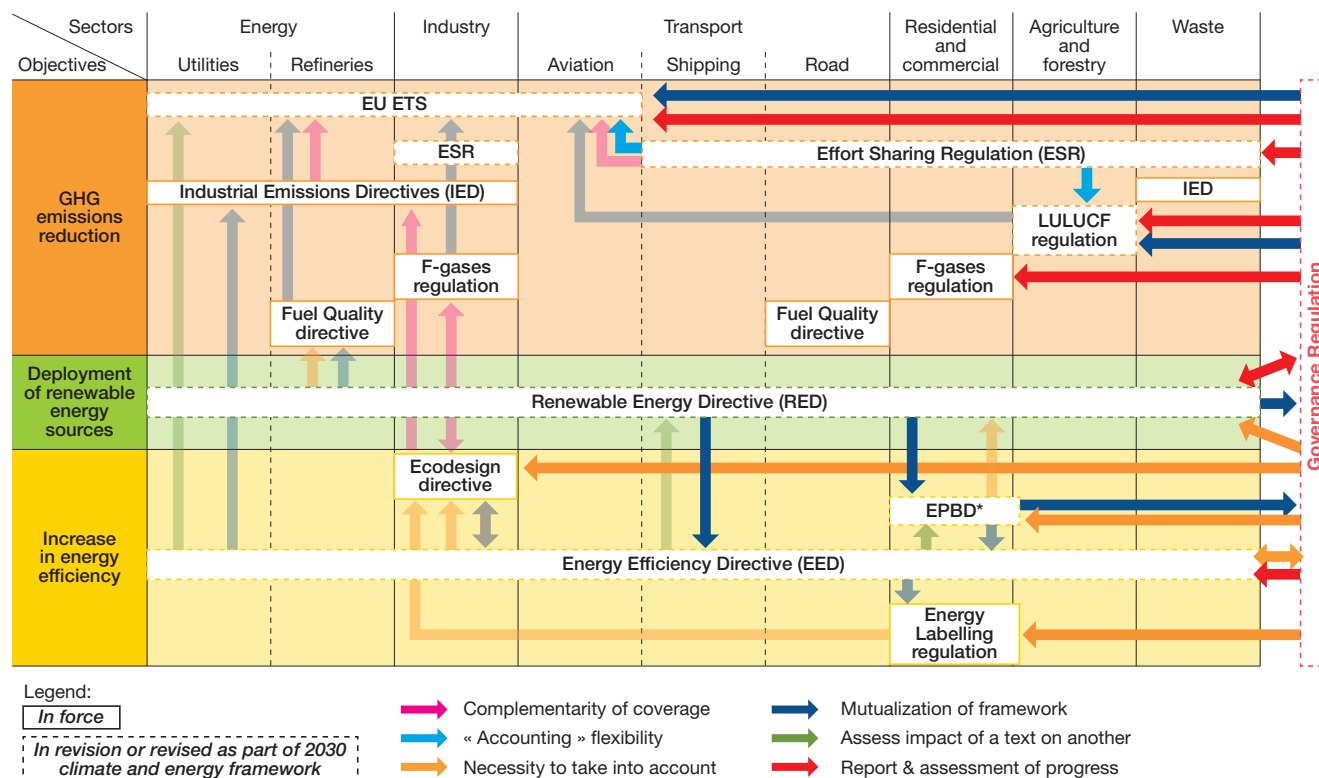 Sectors
Energy
Industry
Transport
Residential
and
commercial
Agriculture
and
forestry
Waste
Objectives
Utilities
Refineries
Aviation
Shipping
Road
GHG
emissions
reduction
EU ETS
ESR
Effort Sharing Regulation (ESR)
Industrial Emissions Directives (IED)
IED
LULUCF
regulation
F-gases
regulation
F-gases
regulation
Fuel Quality
directive
Fuel Quality
directive
Governance Regulation
Deployment
of renewable
energy
sources
Renewable Energy Directive (RED)
Increase
in energy
efficiency
Ecodesign
directive
EPBD*
Energy Efficiency Directive (EED)
Energy
Labelling
regulation
Legend:
In force
In revision or revised as part of 2030
climate and energy framework
Complementarity of coverage
« Accounting » flexibility
Necessity to take into account
Mutualization of framework
Assess impact of a text on another
Report & assessment of progress